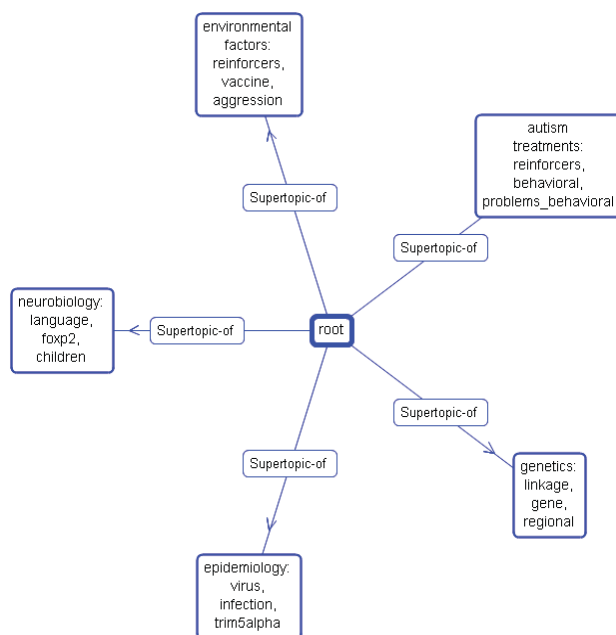 environmental
factors:
reinforcers,
vaccine,
aggression
autism
treatments:
reinforcers,
behavioral,
problems_behavioral
Supertopic-of
Supertopic-of
neurobiology:
language,
foxp2,
children
Supertopic-of
root
Supertopic-of
Supertopic-of
genetics:
linkage,
gene,
regional
epidemiology:
virus,
infection,
trim5alpha